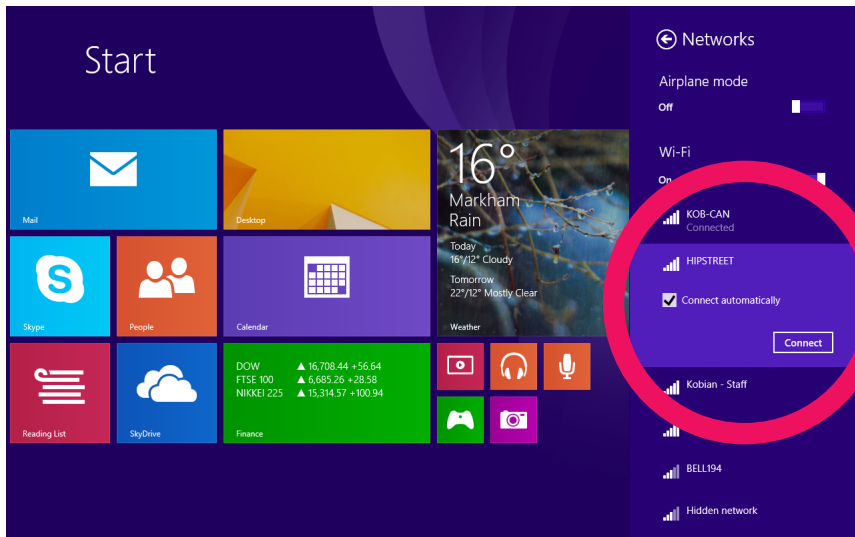 Start
Mail
Desktop
16°
Markham
Rain
Today
16°/12° Cloudy
Tomorrow
22°/12° Mostly Clear
Weather
S
Skype
People
Calendar
Reading List
SkyDrive
DOW ▲ 16,708.44 +56.64
FTSE 100 ▲ 6,685.26 +28.58
NIKKEI 225 ▲ 15,314.57 +100.94
Finance
Networks
Airplane mode
Off
Wi-Fi
On
KOB-CAN
Connected
HIPSTREET
Connect automatically
Connect
Kobian - Staff
BELL194
Hidden network